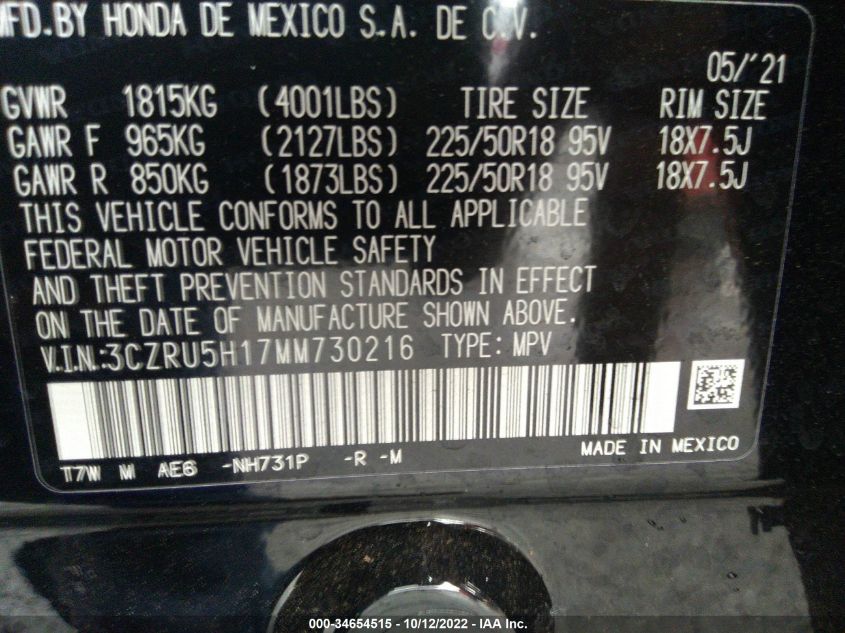 MFD.BY HONDA DE MEXICO S.A. DE C.V.
05/'21
GVWR 1815KG (4001LBS) TIRE SIZE RIM SIZE
GAWR F 965KG (2127LBS) 225/50R18 95V 18X7.5J
GAWR R 850KG (1873LBS) 225/50R18 95V 18X7.5J
THIS VEHICLE CONFORMS TO ALL APPLICABLE
FEDERAL MOTOR VEHICLE SAFETY
AND THEFT PREVENTION STANDARDS IN EFFECT
ON THE DATE OF MANUFACTURE SHOWN ABOVE.
V.I.N.:3CZRU5H17MM730216 TYPE: MPV
T7W M AE6 -NH731P -R -M MADE IN MEXICO
000-34654515 - 10/12/2022 - IAA Inc.